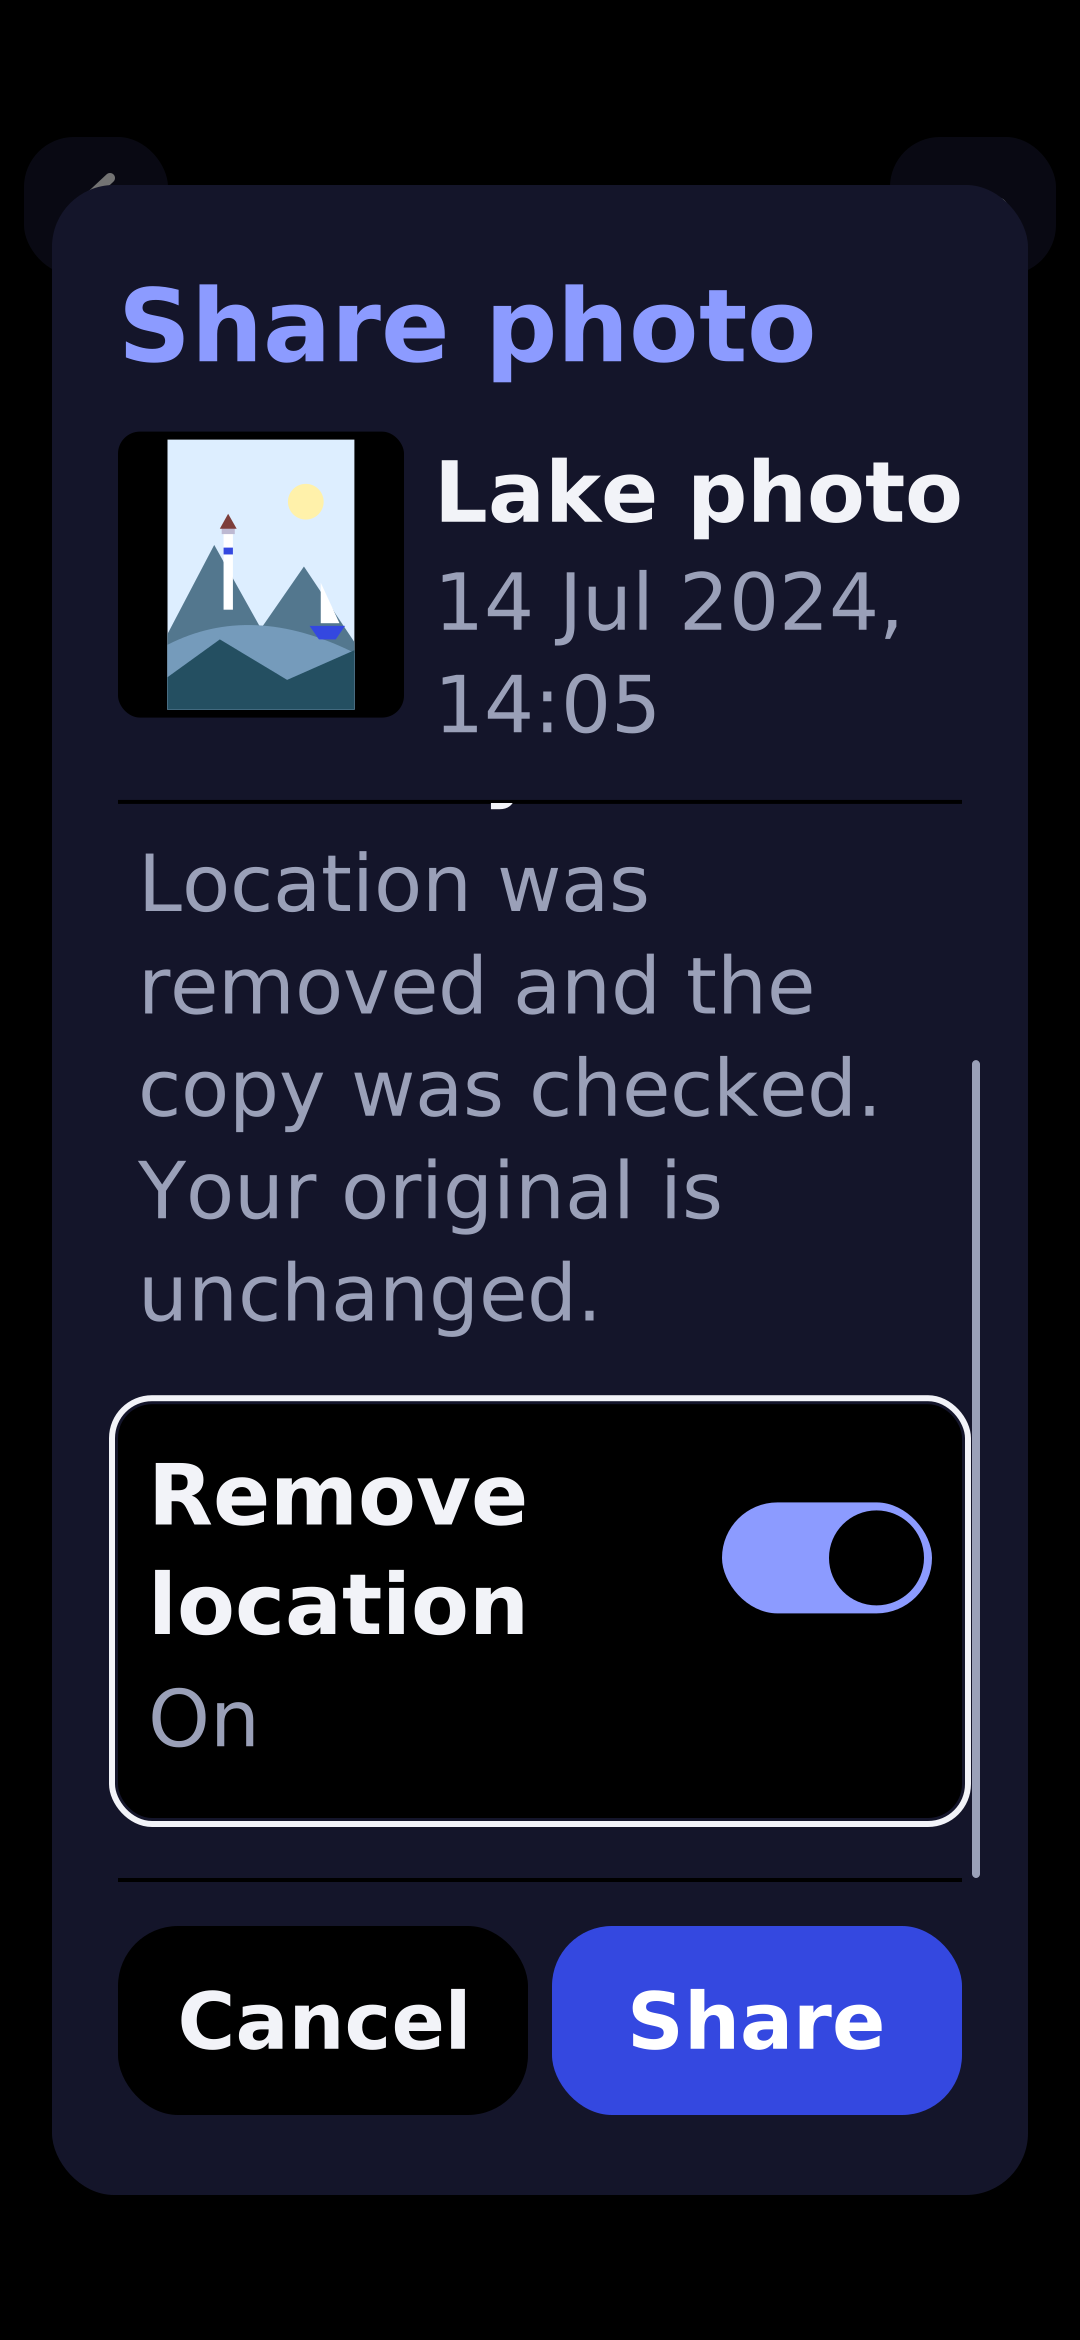 Share photo
Lake photo
14 Jul 2024,
14:05
Location was
removed and the
copy was checked.
Your original is
unchanged.
Remove
location
On
Cancel
Share